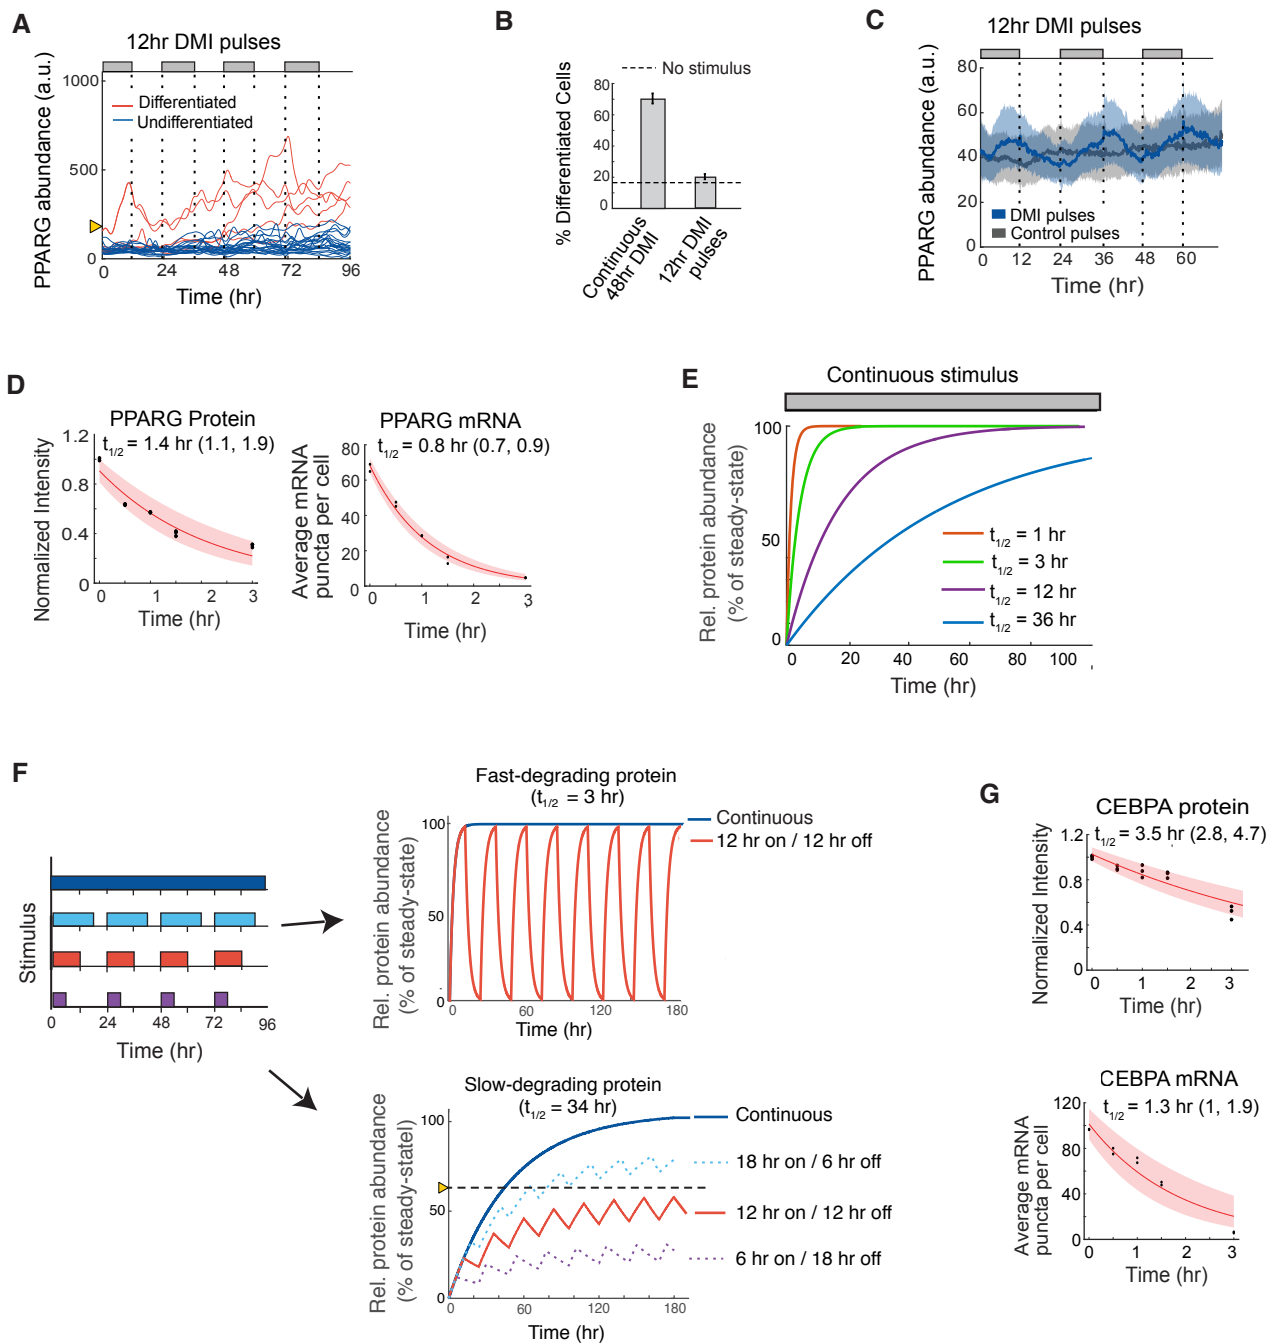 A
12hr DMI pulses
PPARG abundance (a.u.)
1000
500
0
Differentiated
Undifferentiated
0 24 48 72 96
Time (hr)
B
No stimulus
% Differentiated Cells
80
70
60
40
20
0
Continuous
48hr DMI
12hr DMI
pulses
C
12hr DMI pulses
PPARG abundance (a.u.)
80
60
40
20
0
DMI pulses
Control pulses
0 12 24 36 48 60
Time (hr)
D
PPARG Protein
t1/2 = 1.4 hr (1.1, 1.9)
Normalized Intensity
1.2
0.8
0.4
0
0 1 2 3
Time (hr)
PPARG mRNA
t1/2 = 0.8 hr (0.7, 0.9)
Average mRNA
puncta per cell
80
60
40
20
0
0 1 2 3
Time (hr)
E
Continuous stimulus
Rel. protein abundance
(% of steady-state)
100
50
0
t1/2 = 1 hr
t1/2 = 3 hr
t1/2 = 12 hr
t1/2 = 36 hr
0 20 40 60 80 100
Time (hr)
F
Stimulus
0 24 48 72 96
Time (hr)
Fast-degrading protein
(t1/2 = 3 hr)
Rel. protein abundance
(% of steady-state)
100
50
0
Continuous
12 hr on / 12 hr off
0 60 120 180
Time (hr)
Slow-degrading protein
(t1/2 = 34 hr)
Rel. protein abundance
(% of steady-statel)
100
50
0
Continuous
18 hr on / 6 hr off
12 hr on / 12 hr off
6 hr on / 18 hr off
0 60 120 180
Time (hr)
G
CEBPA protein
t1/2 = 3.5 hr (2.8, 4.7)
Normalized Intensity
1.2
0.8
0.4
0
0 1 2 3
Time (hr)
CEBPA mRNA
t1/2 = 1.3 hr (1, 1.9)
Average mRNA
puncta per cell
120
80
40
0
0 1 2 3
Time (hr)